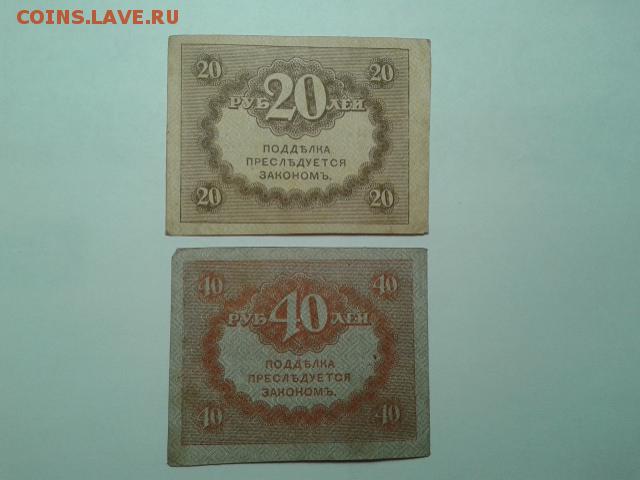 COINS.LAVE.RU
20 20
РУБ 20 ЛЕЙ
ПОДДѢЛКА
ПРЕСЛѢДУЕТСЯ
ЗАКОНОМЪ.
20 20
40 40
РУБ 40 ЛЕЙ
ПОДДѢЛКА
ПРЕСЛѢДУЕТСЯ
ЗАКОНОМЪ.
40 40